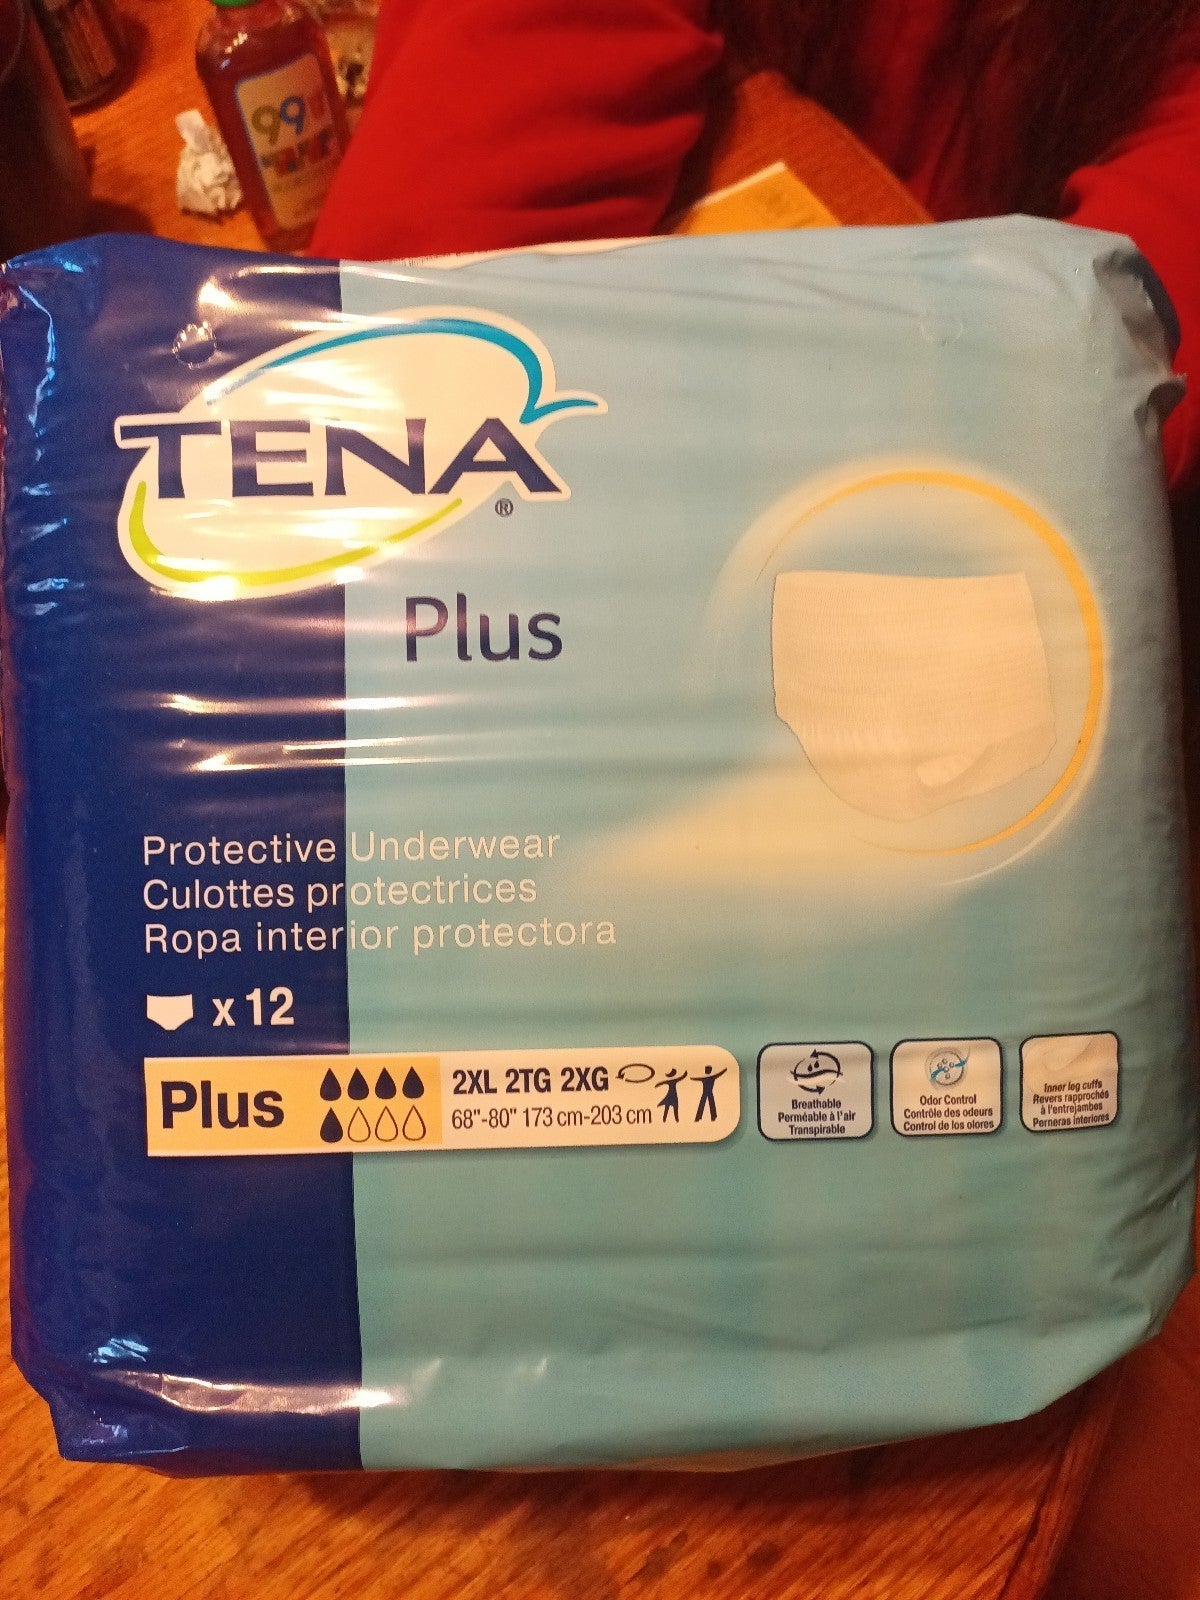 99
TENA
®
Plus
Protective Underwear
Culottes protectrices
Ropa interior protectora
x 12
Plus
2XL 2TG 2XG
68"-80" 173 cm-203 cm
Breathable
Perméable à l'air
Transpirable
Odor Control
Contrôle des odeurs
Control de los olores
Inner leg cuffs
Revers rapprochés
à l'entrejambes
Perneras interiores